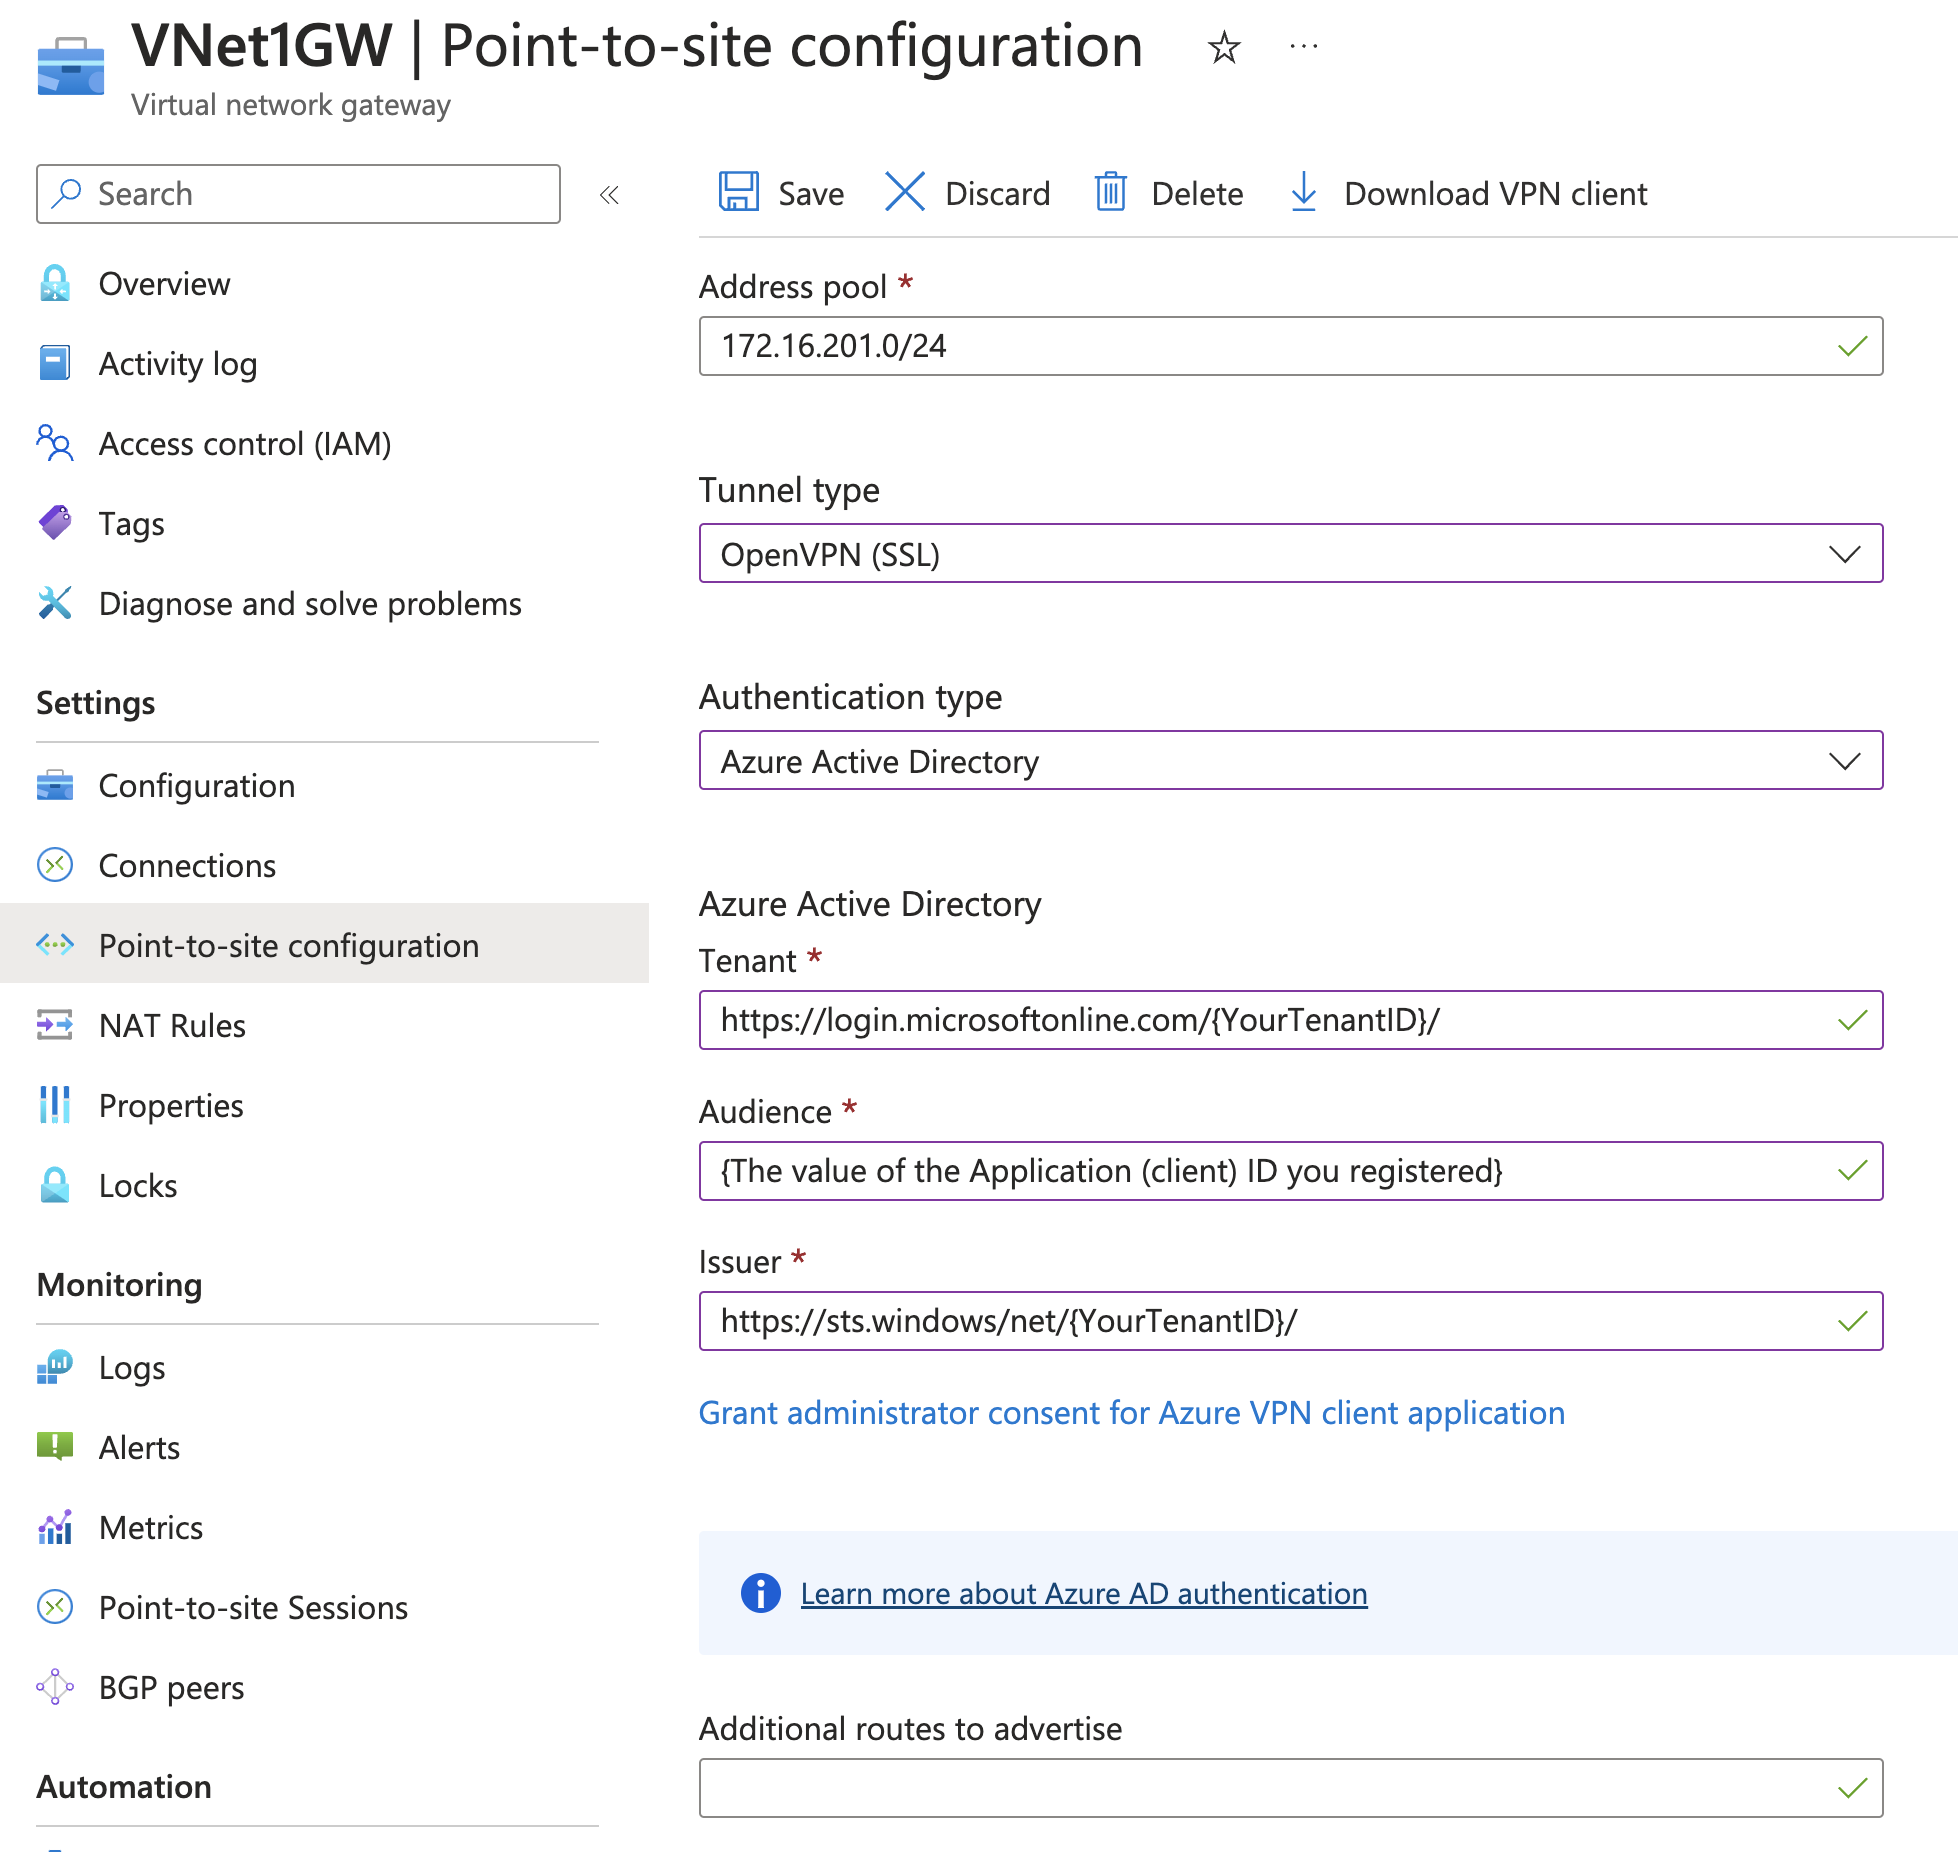 VNet1GW | Point-to-site configuration
Virtual network gateway
Search
Overview
Activity log
Access control (IAM)
Tags
Diagnose and solve problems
Settings
Configuration
Connections
Point-to-site configuration
NAT Rules
Properties
Locks
Monitoring
Logs
Alerts
Metrics
Point-to-site Sessions
BGP peers
Automation
Save Discard Delete Download VPN client
Address pool *
172.16.201.0/24
Tunnel type
OpenVPN (SSL)
Authentication type
Azure Active Directory
Azure Active Directory
Tenant *
https://login.microsoftonline.com/{YourTenantID}/
Audience *
{The value of the Application (client) ID you registered}
Issuer *
https://sts.windows/net/{YourTenantID}/
Grant administrator consent for Azure VPN client application
Learn more about Azure AD authentication
Additional routes to advertise